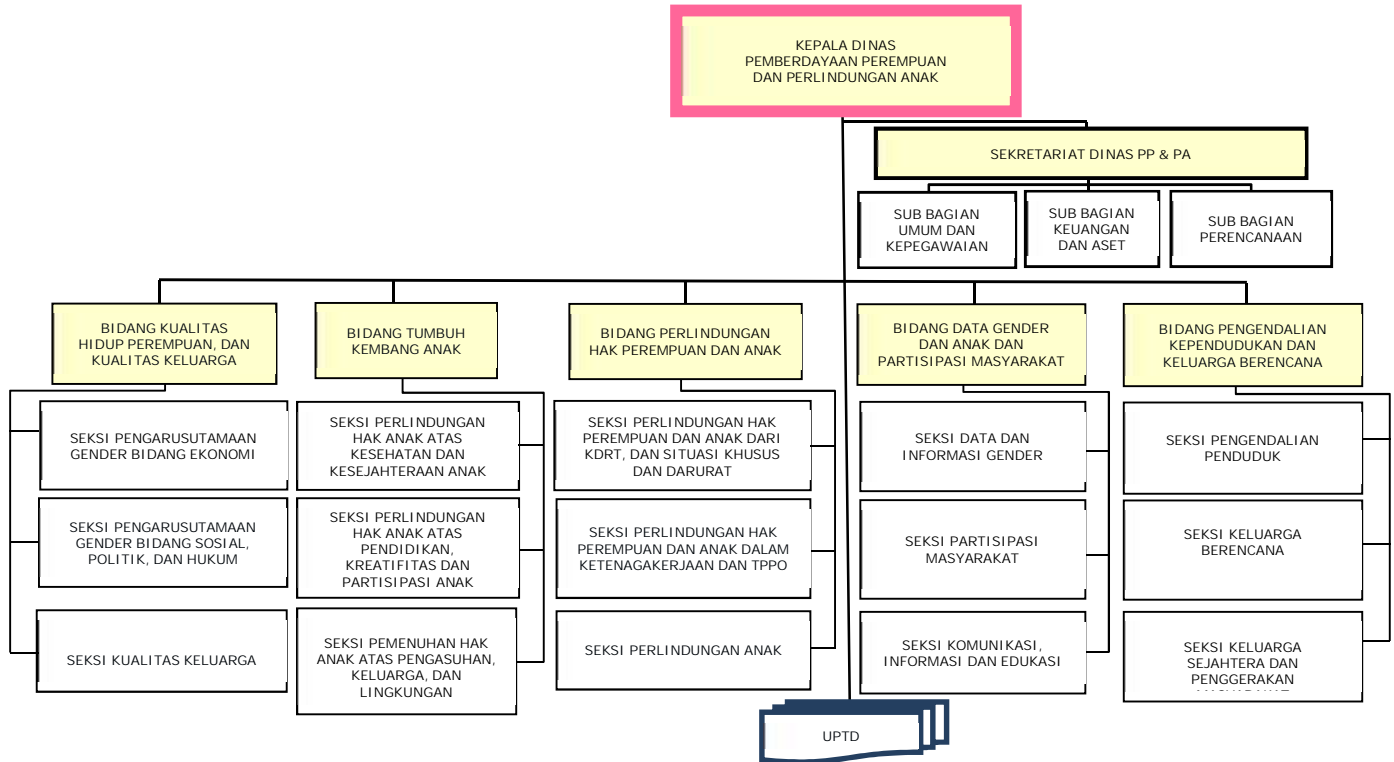 KEPALA DINAS
PEMBERDAYAAN PEREMPUAN
DAN PERLINDUNGAN ANAK
SEKRETARIAT DINAS PP & PA
SUB BAGIAN
UMUM DAN
KEPEGAWAIAN
SUB BAGIAN
KEUANGAN
DAN ASET
SUB BAGIAN
PERENCANAAN
BIDANG KUALITAS
HIDUP PEREMPUAN, DAN
KUALITAS KELUARGA
BIDANG TUMBUH
KEMBANG ANAK
BIDANG PERLINDUNGAN
HAK PEREMPUAN DAN ANAK
BIDANG DATA GENDER
DAN ANAK DAN
PARTISIPASI MASYARAKAT
BIDANG PENGENDALIAN
KEPENDUDUKAN DAN
KELUARGA BERENCANA
SEKSI PENGARUSUTAMAAN
GENDER BIDANG EKONOMI
SEKSI PERLINDUNGAN
HAK ANAK ATAS
KESEHATAN DAN
KESEJAHTERAAN ANAK
SEKSI PERLINDUNGAN HAK
PEREMPUAN DAN ANAK DARI
KDRT, DAN SITUASI KHUSUS
DAN DARURAT
SEKSI DATA DAN
INFORMASI GENDER
SEKSI PENGENDALIAN
PENDUDUK
SEKSI PENGARUSUTAMAAN
GENDER BIDANG SOSIAL,
POLITIK, DAN HUKUM
SEKSI PERLINDUNGAN
HAK ANAK ATAS
PENDIDIKAN,
KREATIFITAS DAN
PARTISIPASI ANAK
SEKSI PERLINDUNGAN HAK
PEREMPUAN DAN ANAK DALAM
KETENAGAKERJAAN DAN TPPO
SEKSI PARTISIPASI
MASYARAKAT
SEKSI KELUARGA
BERENCANA
SEKSI KUALITAS KELUARGA
SEKSI PEMENUHAN HAK
ANAK ATAS PENGASUHAN,
KELUARGA, DAN
LINGKUNGAN
SEKSI PERLINDUNGAN ANAK
SEKSI KOMUNIKASI,
INFORMASI DAN EDUKASI
SEKSI KELUARGA
SEJAHTERA DAN
PENGGERAKAN
UPTD